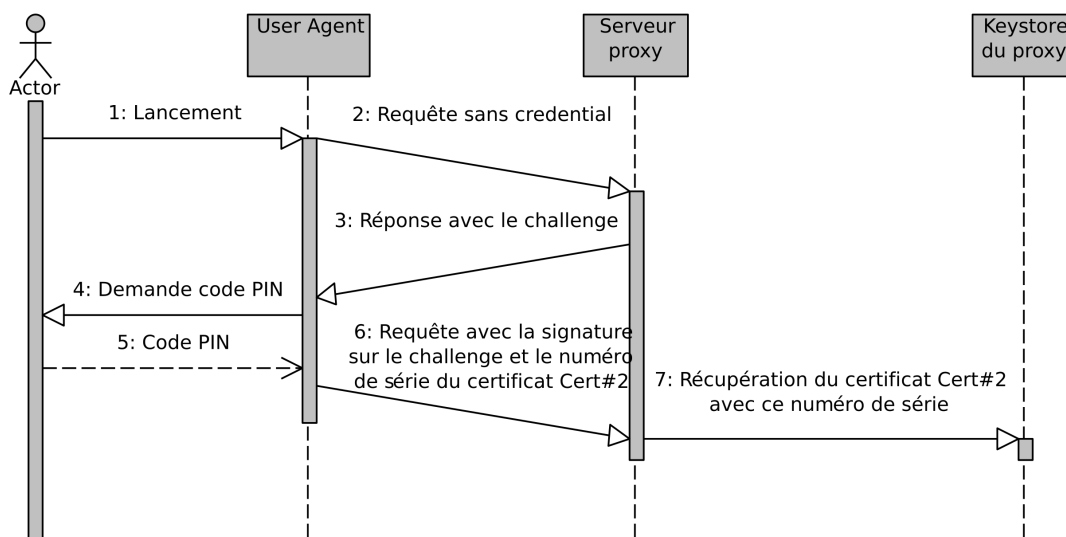 User Agent
Serveur
proxy
Keystore
du proxy
Actor
1: Lancement
2: Requête sans credential
3: Réponse avec le challenge
4: Demande code PIN
5: Code PIN
6: Requête avec la signature
sur le challenge et le numéro
de série du certificat Cert#2
7: Récupération du certificat Cert#2
avec ce numéro de série